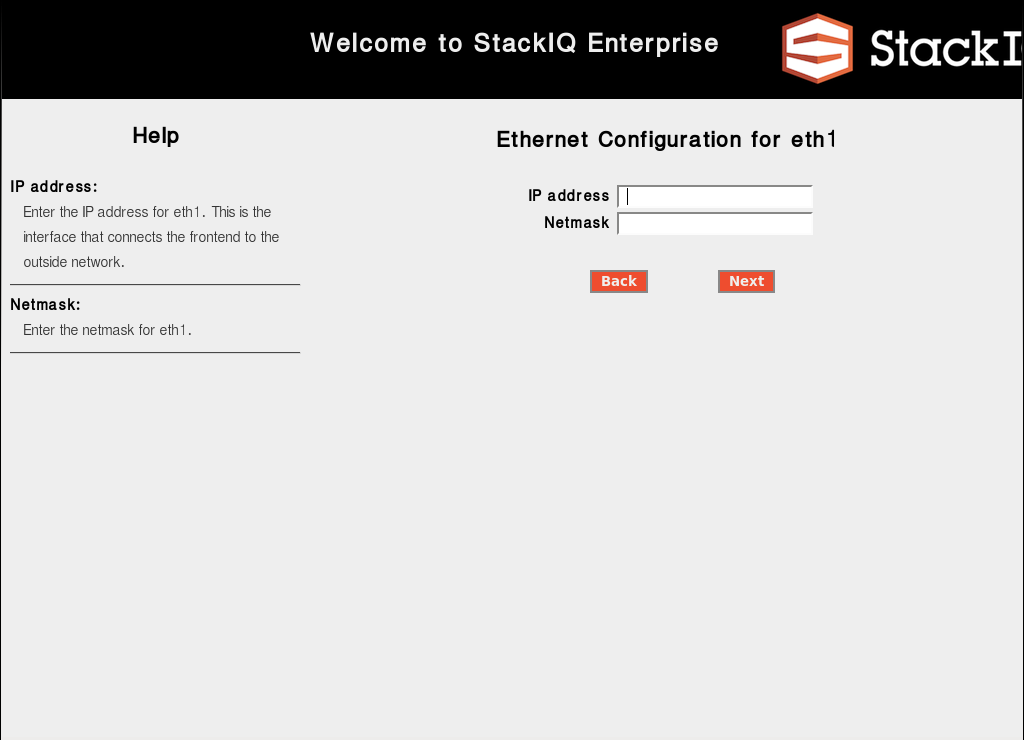 Welcome to StackIQ Enterprise
StackI
Help
IP address:
Enter the IP address for eth1. This is the
interface that connects the frontend to the
outside network.
Netmask:
Enter the netmask for eth1.
Ethernet Configuration for eth1
IP address
Netmask
Back Next